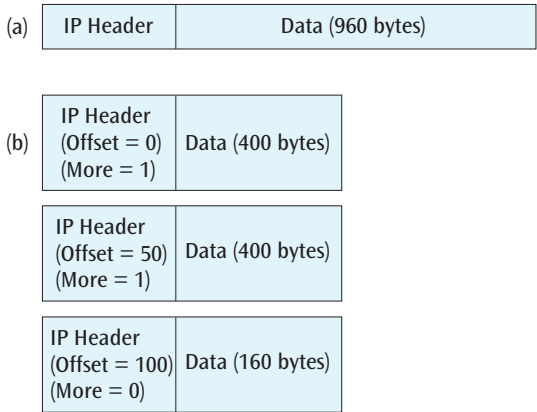 (a) IP Header Data (960 bytes)
(b) IP Header
(Offset = 0)
(More = 1)
Data (400 bytes)
IP Header
(Offset = 50)
(More = 1)
Data (400 bytes)
IP Header
(Offset = 100)
(More = 0)
Data (160 bytes)